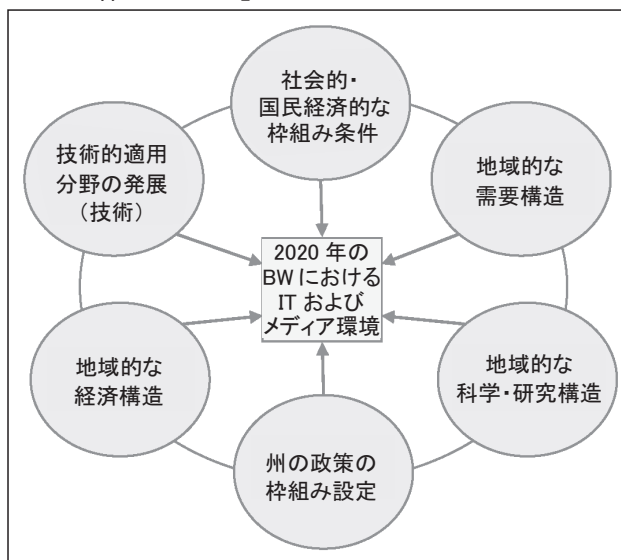 社会的・
国民経済的な
枠組み条件
技術的適用
分野の発展
（技術）
地域的な
需要構造
2020 年の
BWにおける
IT および
メディア環境
地域的な
経済構造
地域的な
科学・研究構造
州の政策の
枠組み設定